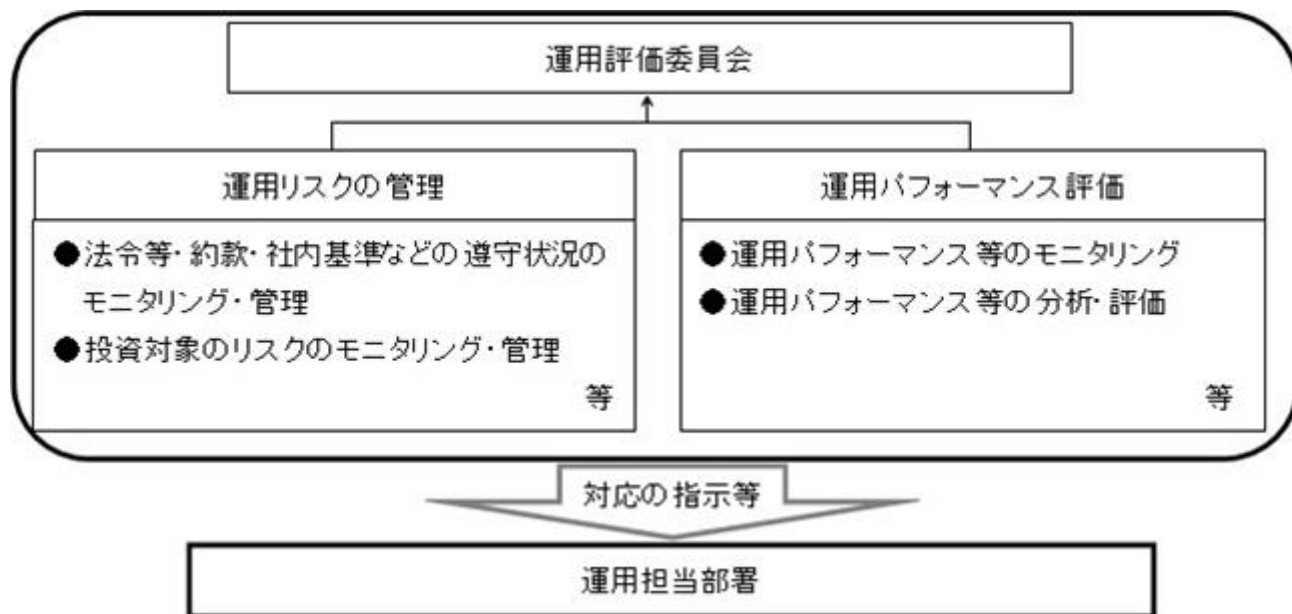 運用評価委員会
運用リスクの管理
●法令等・約款・社内基準などの遵守状況の
モニタリング・管理
●投資対象のリスクのモニタリング・管理
等
運用パフォーマンス評価
●運用パフォーマンス等のモニタリング
●運用パフォーマンス等の分析・評価
等
対応の指示等
運用担当部署